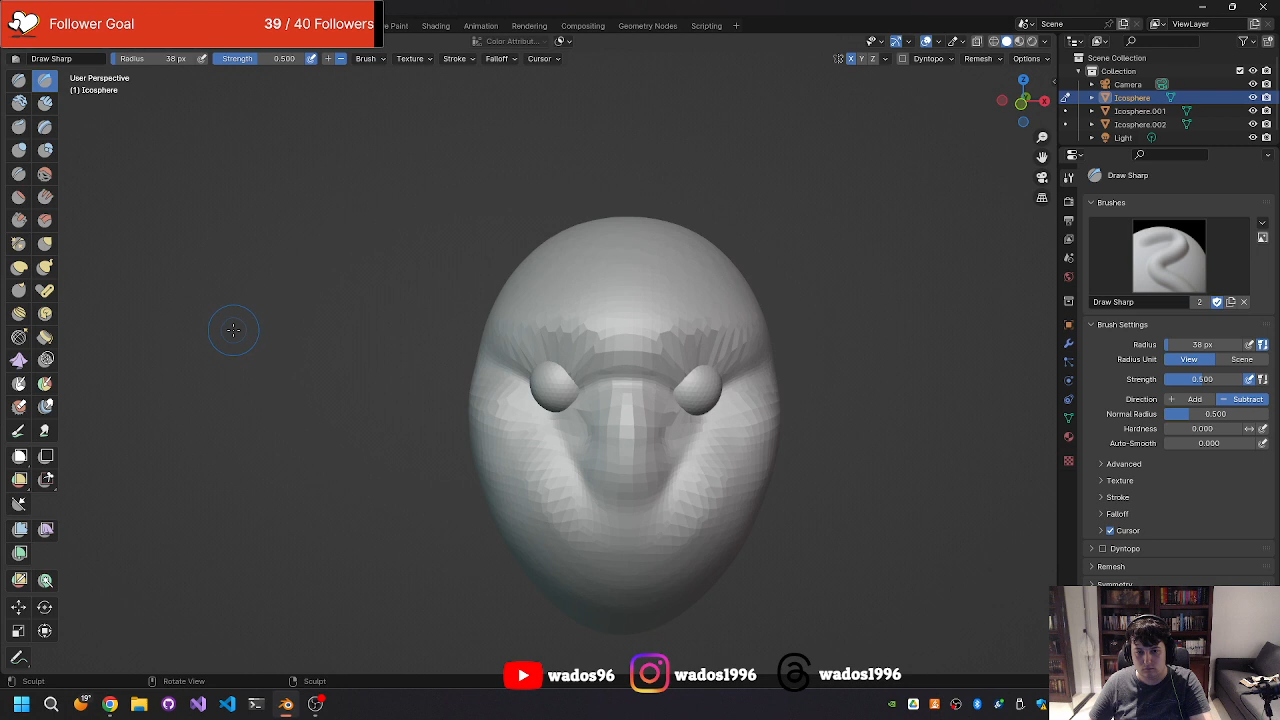 Follower Goal
39 / 40 Followers
Paint
Shading
Animation
Rendering
Compositing
Geometry Nodes
Scripting
+
Scene
ViewLayer
Color Attribut...
Draw Sharp
Radius 38 px
Strength 0.500
Brush
Texture
Stroke
Falloff
Cursor
X Y Z
Dyntopo
Remesh
Options
User Perspective
(1) Icosphere
Z
X
Scene Collection
Collection
Camera
Icosphere
Icosphere.001
Icosphere.002
Light
Draw Sharp
Brushes
Draw Sharp
2
Brush Settings
Radius 38 px
Radius Unit View Scene
Strength 0.500
Direction Add Subtract
Normal Radius 0.500
Hardness 0.000
Auto-Smooth 0.000
Advanced
Texture
Stroke
Falloff
Cursor
Dyntopo
Remesh
Symmetry
Sculpt
Rotate View
Sculpt
wados96
wados1996
wados1996
19°